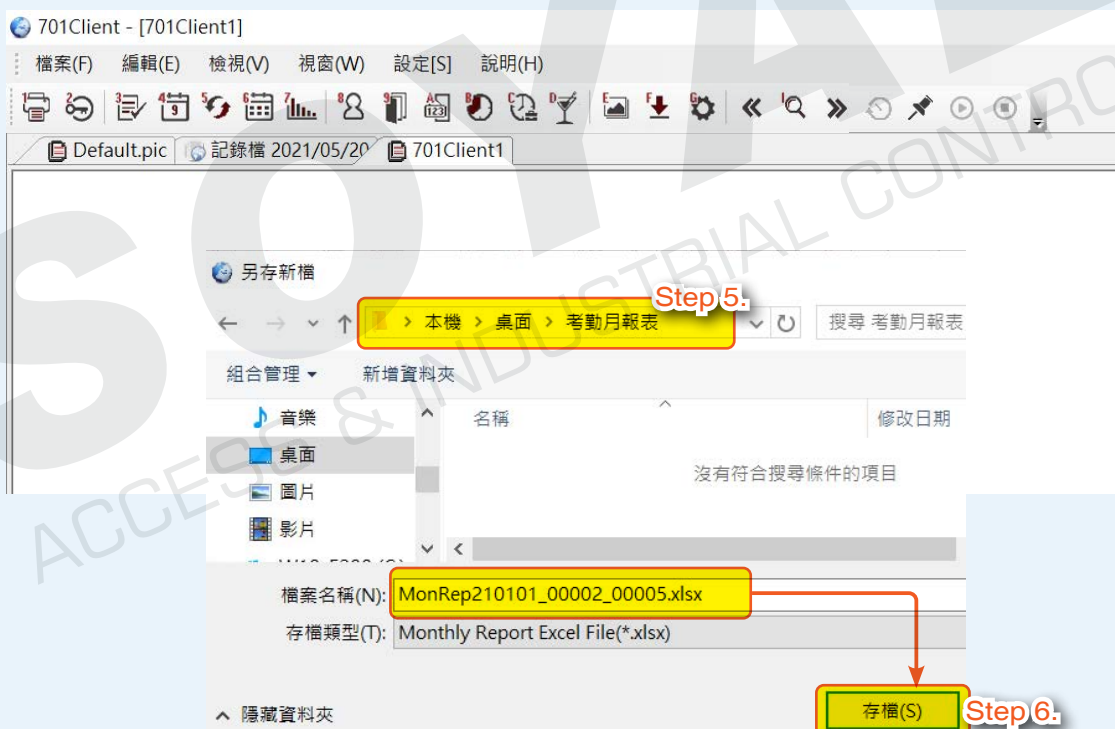 701Client - [701Client1]
檔案(F) 編輯(E) 檢視(V) 視窗(W) 設定[S] 說明(H)
Default.pic 記錄檔 2021/05/20 701Client1
另存新檔
Step 5.
本機 > 桌面 > 考勤月報表 搜尋 考勤月報表
組合管理 新增資料夾
音樂 名稱 修改日期
桌面
沒有符合搜尋條件的項目
圖片
影片
檔案名稱(N): MonRep210101_00002_00005.xlsx
存檔類型(T): Monthly Report Excel File(*.xlsx)
隱藏資料夾 存檔(S) Step 6.
SOYAL
ACCESS & INDUSTRIAL CONTRO